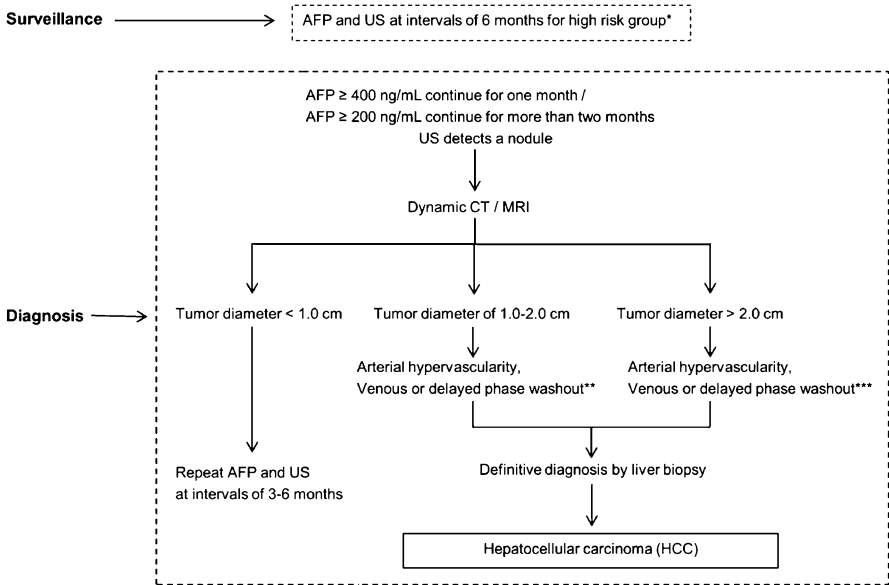 Surveillance
AFP and US at intervals of 6 months for high risk group*
AFP ≥ 400 ng/mL continue for one month /
AFP ≥ 200 ng/mL continue for more than two months
US detects a nodule
Dynamic CT / MRI
Diagnosis
Tumor diameter < 1.0 cm
Tumor diameter of 1.0-2.0 cm
Tumor diameter > 2.0 cm
Arterial hypervascularity,
Venous or delayed phase washout**
Arterial hypervascularity,
Venous or delayed phase washout***
Repeat AFP and US
at intervals of 3-6 months
Definitive diagnosis by liver biopsy
Hepatocellular carcinoma (HCC)